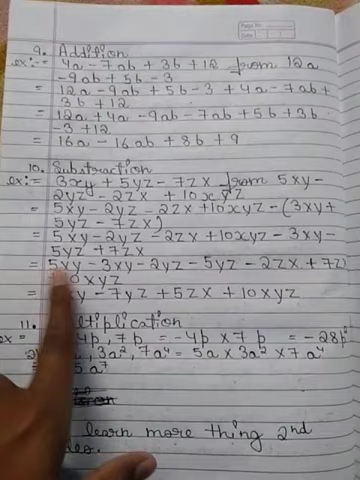 Page No.
Date
9. Addition
ex:-= 4a - 7ab + 3b + 12 from 12a
- 9ab + 5b - 3
= 12a - 9ab + 5b - 3 + 4a - 7ab +
3b + 12
= 12a + 4a - 9ab - 7ab + 5b + 3b
- 3 + 12
= 16a - 16ab + 8b + 9
10. Substraction
ex:= 3xy + 5yz - 7zx from 5xy -
2yz - 2zx + 10xyz
= 5xy - 2yz - 2zx + 10xyz - (3xy +
5yz - 7zx)
= 5xy - 2yz - 2zx + 10xyz - 3xy -
5yz + 7zx
= 5xy - 3xy - 2yz - 5yz - 2zx + 7zx
10xyz
= xy - 7yz + 5zx + 10xyz
11. ultiplication
ex = 4p, 7p = -4p x 7p = -28p²
, 3a², 7a⁴ = 5a x 3a² x 7a⁴
5a⁷
learn more thing 2nd